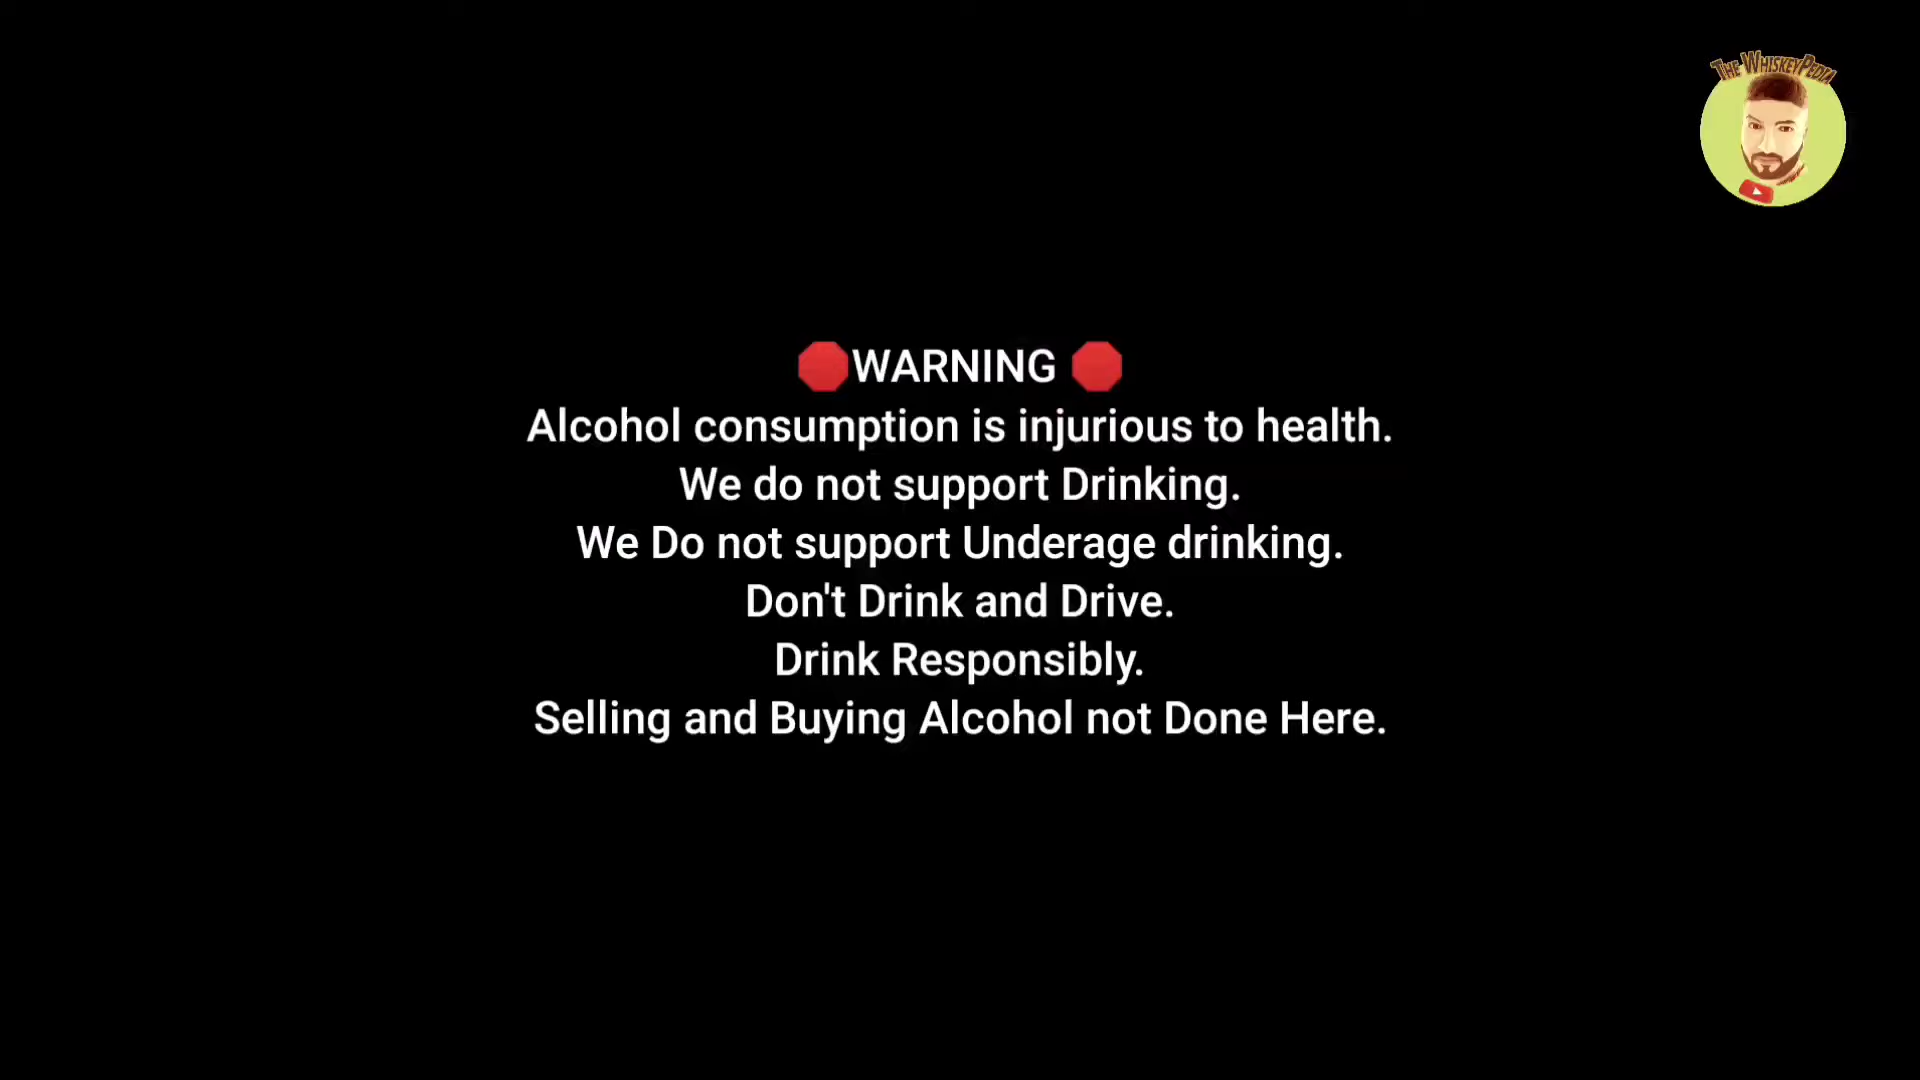 THE WHISKEYPEDIA
🛑WARNING 🛑
Alcohol consumption is injurious to health.
We do not support Drinking.
We Do not support Underage drinking.
Don't Drink and Drive.
Drink Responsibly.
Selling and Buying Alcohol not Done Here.